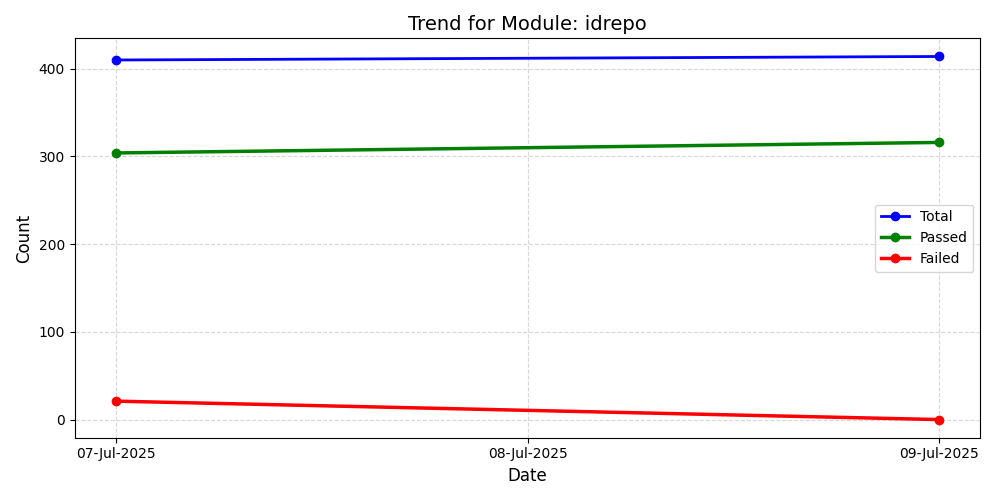 Trend for Module: idrepo
400
300
200
100
0
Count
Total
Passed
Failed
07-Jul-2025
08-Jul-2025
09-Jul-2025
Date